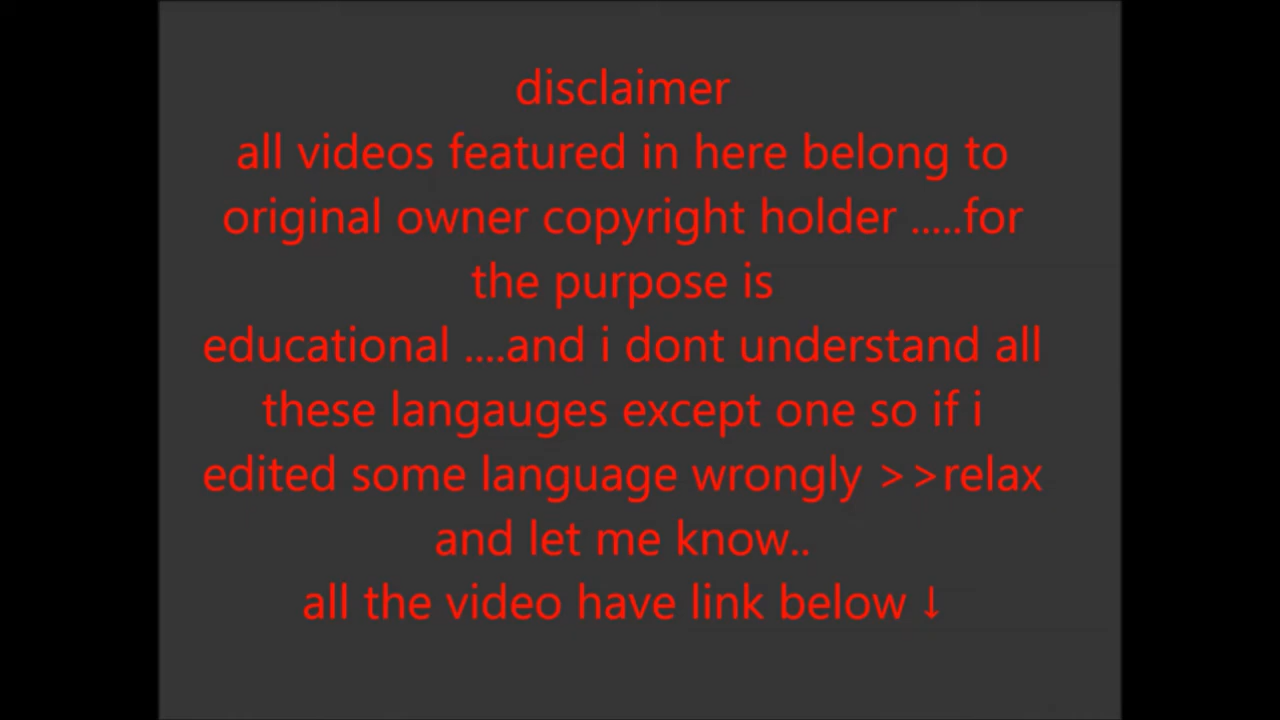 disclaimer
all videos featured in here belong to
original owner copyright holder .....for
the purpose is
educational ....and i dont understand all
these langauges except one so if i
edited some language wrongly >>relax
and let me know..
all the video have link below ↓